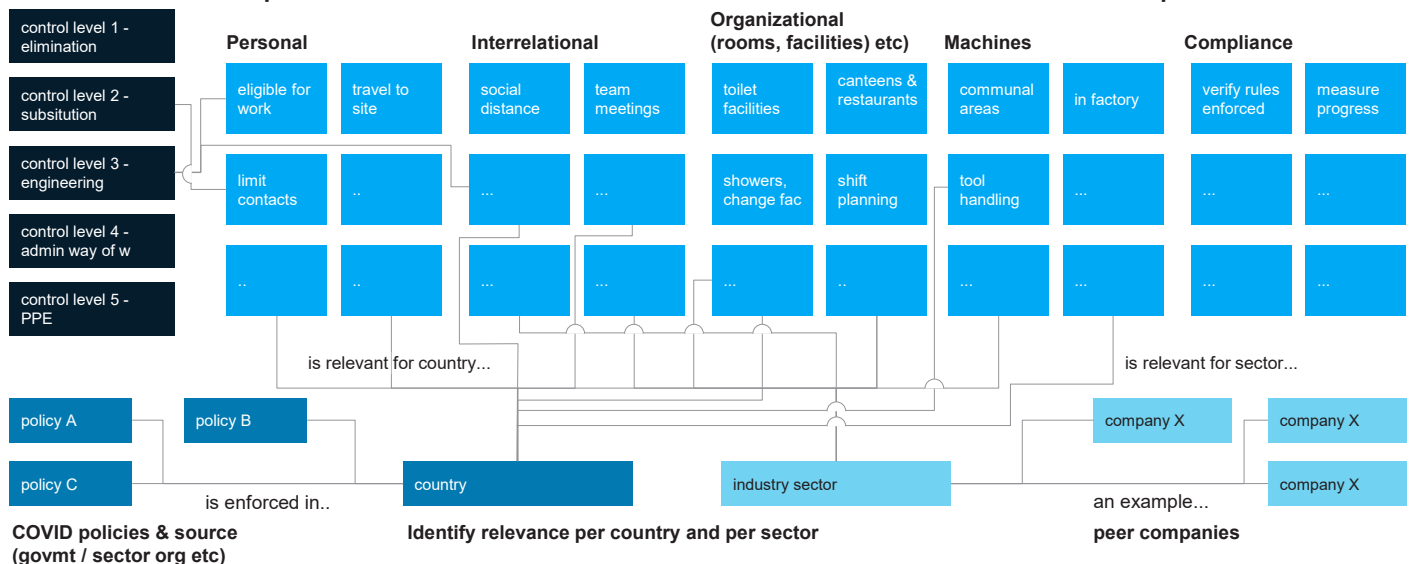 control level 1 -
elimination
control level 2 -
subsitution
control level 3 -
engineering
control level 4 -
admin way of w
control level 5 -
PPE
Personal
Interrelational
Organizational
(rooms, facilities) etc)
Machines
Compliance
eligible for
work
travel to
site
social
distance
team
meetings
toilet
facilities
canteens &
restaurants
communal
areas
in factory
verify rules
enforced
measure
progress
limit
contacts
..
...
...
showers,
change fac
shift
planning
tool
handling
...
...
...
..
..
...
...
...
..
...
...
...
...
is relevant for country...
is relevant for sector...
policy A
policy B
company X
company X
policy C
country
industry sector
company X
is enforced in..
an example...
COVID policies & source
(govmt / sector org etc)
Identify relevance per country and per sector
peer companies